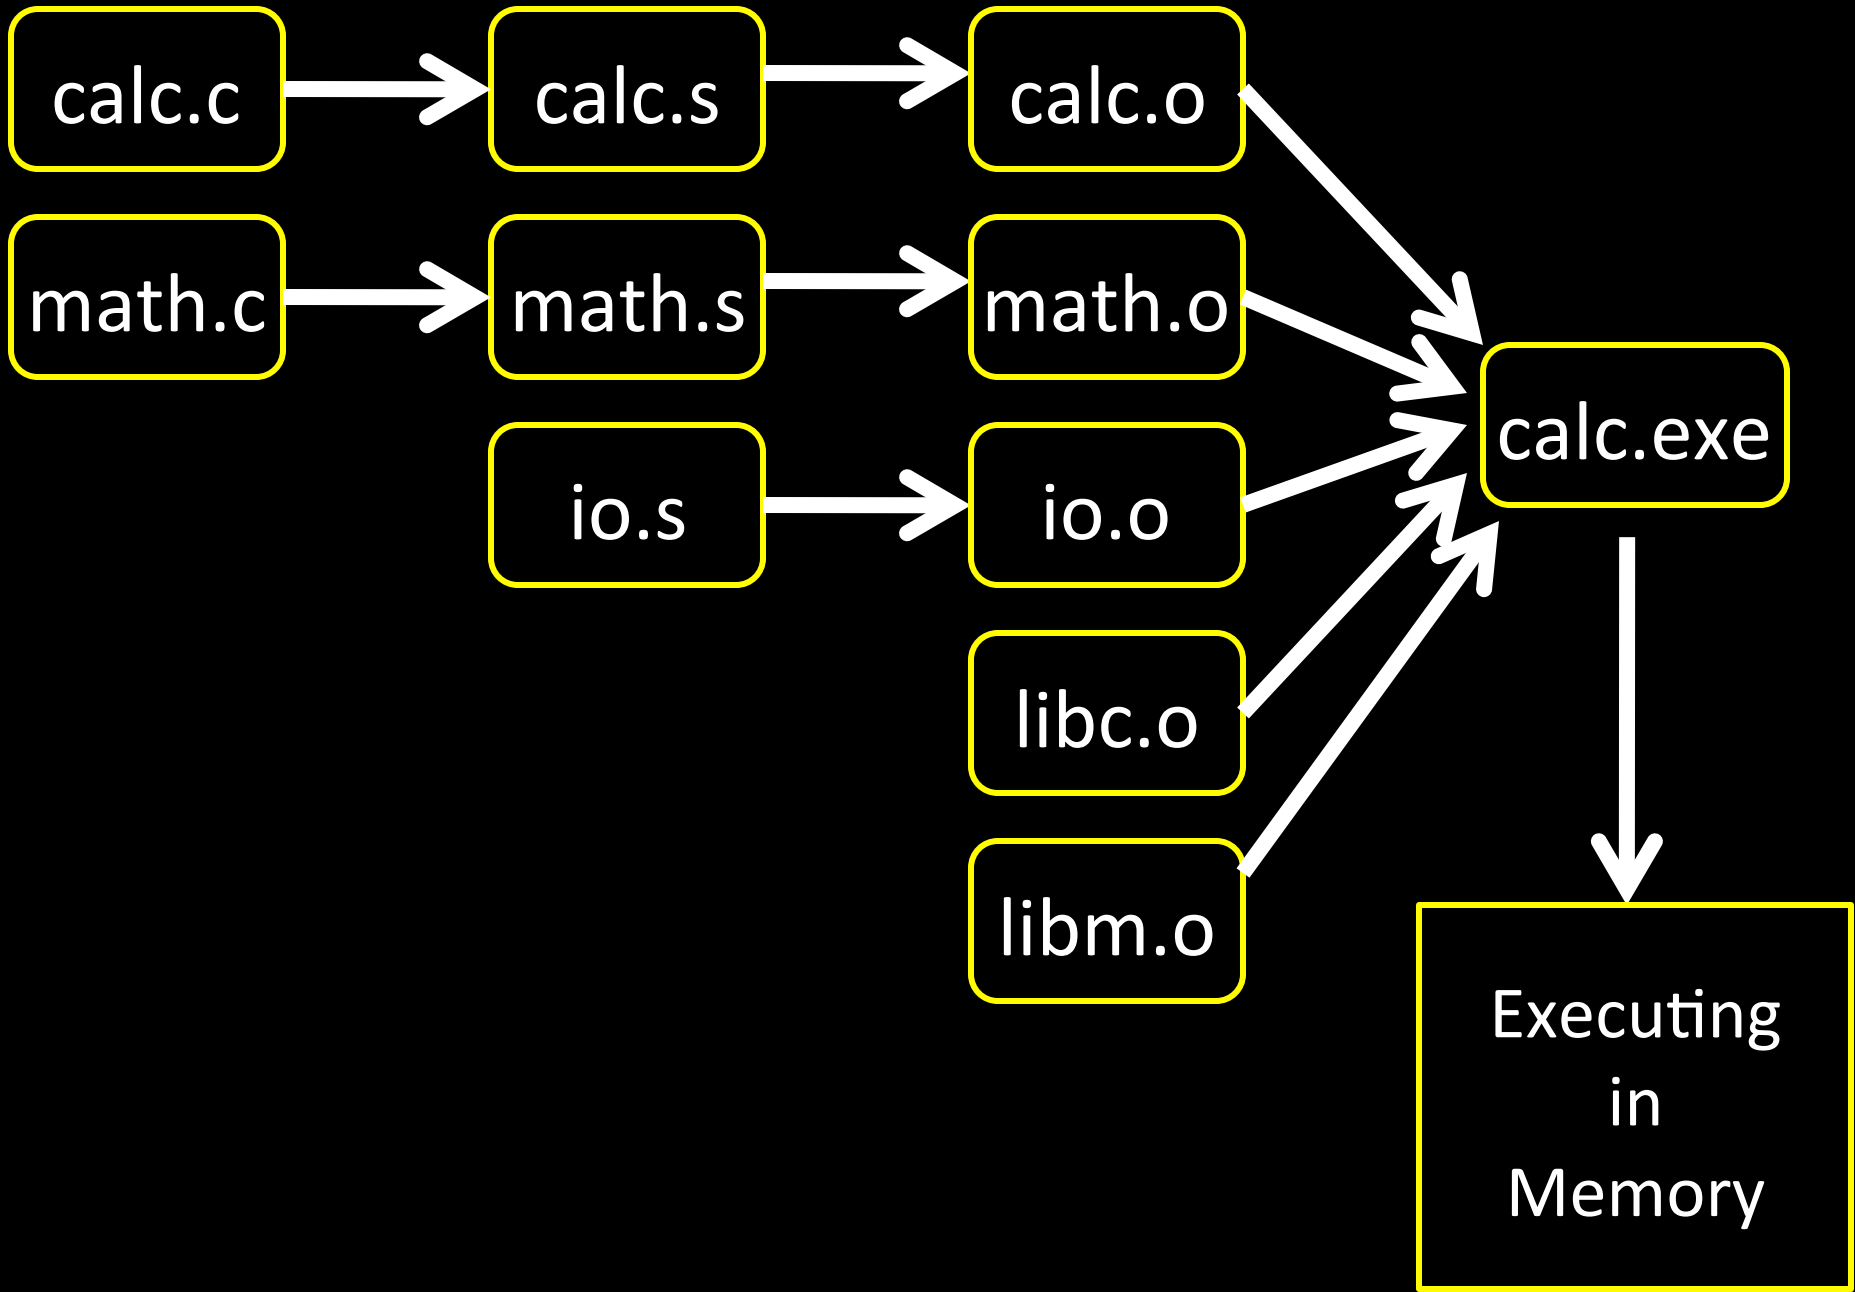 calc.c
calc.s
calc.o
math.c
math.s
math.o
calc.exe
io.s
io.o
libc.o
libm.o
Executing
in
Memory